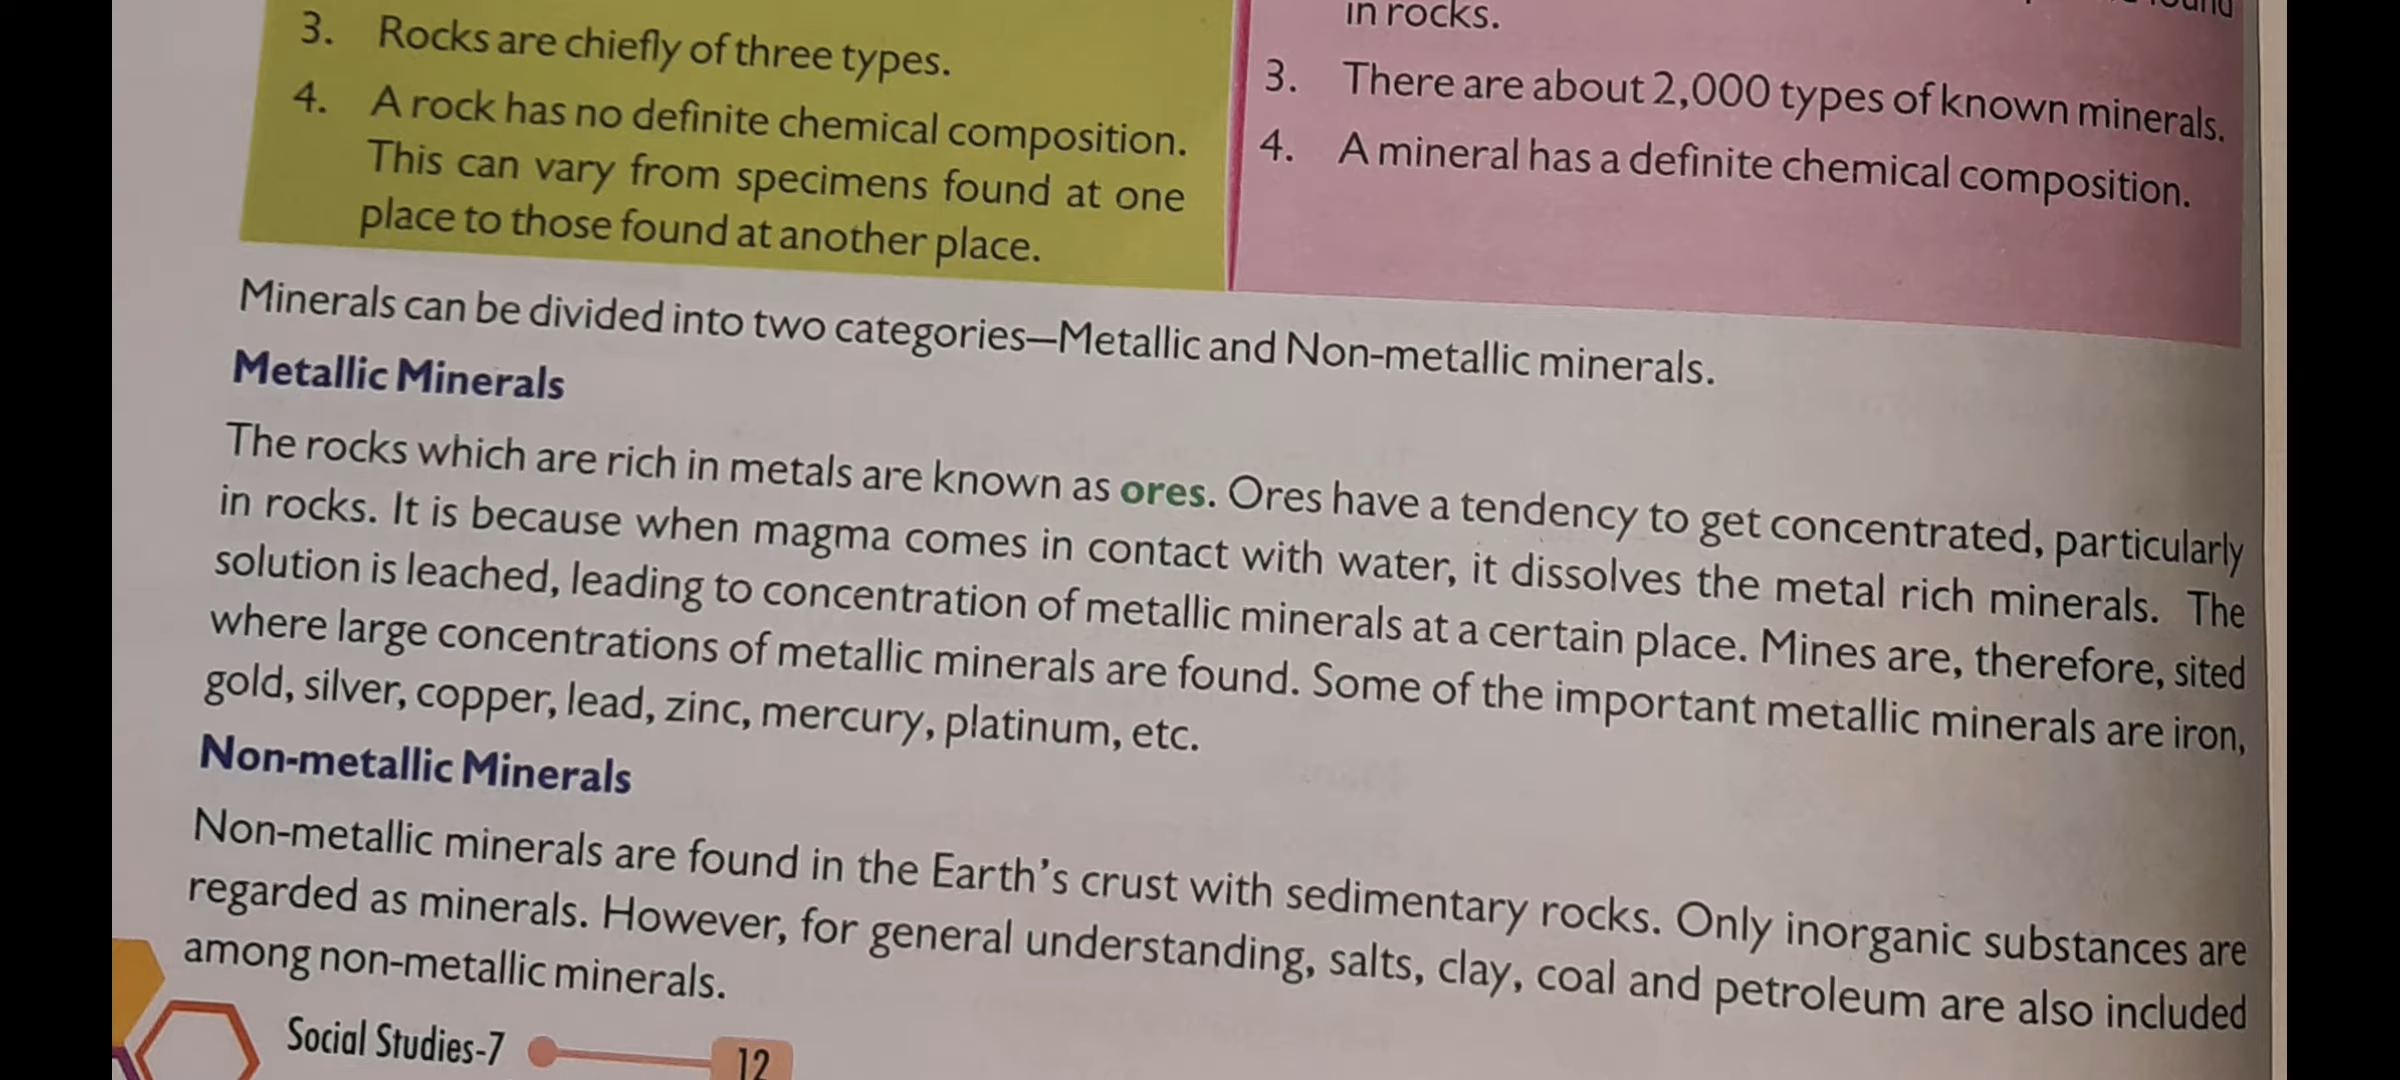 3. Rocks are chiefly of three types.
4. A rock has no definite chemical composition.
This can vary from specimens found at one
place to those found at another place.
in rocks.
3. There are about 2,000 types of known minerals.
4. A mineral has a definite chemical composition.
Minerals can be divided into two categories—Metallic and Non-metallic minerals.
Metallic Minerals
The rocks which are rich in metals are known as ores. Ores have a tendency to get concentrated, particularly
in rocks. It is because when magma comes in contact with water, it dissolves the metal rich minerals. The
solution is leached, leading to concentration of metallic minerals at a certain place. Mines are, therefore, sited
where large concentrations of metallic minerals are found. Some of the important metallic minerals are iron,
gold, silver, copper, lead, zinc, mercury, platinum, etc.
Non-metallic Minerals
Non-metallic minerals are found in the Earth's crust with sedimentary rocks. Only inorganic substances are
regarded as minerals. However, for general understanding, salts, clay, coal and petroleum are also included
among non-metallic minerals.
Social Studies-7
12